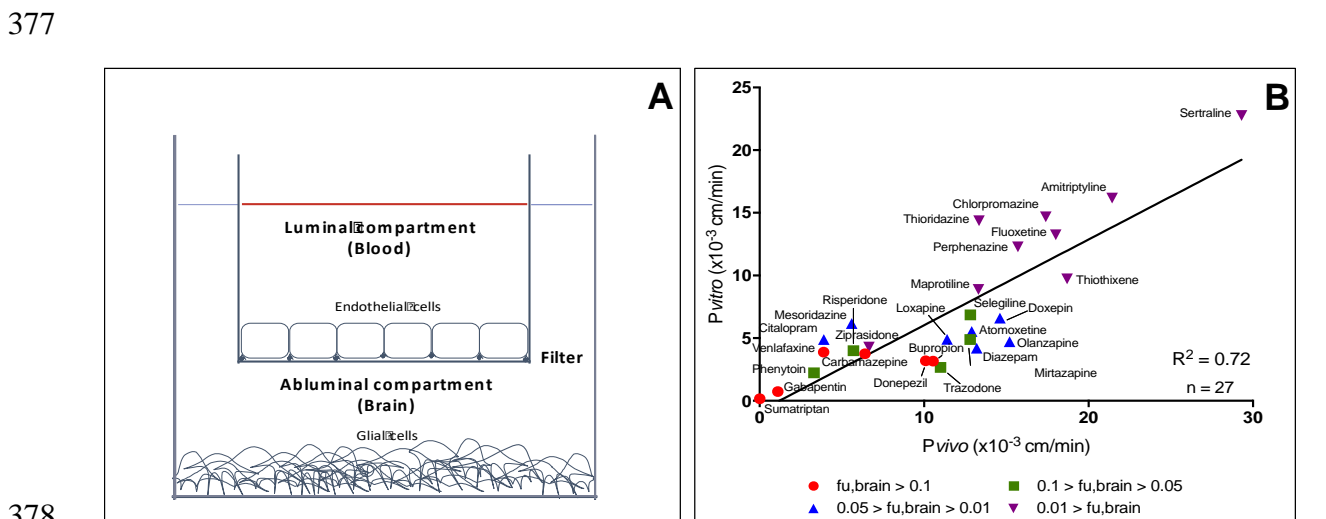 377
A
Luminal compartment
(Blood)
Endothelial cells
Filter
Abluminal compartment
(Brain)
Glial cells
B
25
20
15
10
5
0
0
10
20
30
Pvitro (x10-3 cm/min)
Pvivo (x10-3 cm/min)
Sertraline
Amitriptyline
Chlorpromazine
Thioridazine
Fluoxetine
Perphenazine
Thiothixene
Maprotiline
Risperidone
Loxapine
Selegiline
Doxepin
Mesoridazine
Citalopram
Ziprasidone
Atomoxetine
Olanzapine
Venlafaxine
Bupropion
Diazepam
Carbamazepine
Phenytoin
Mirtazapine
Donepezil
Trazodone
Gabapentin
Sumatriptan
R2 = 0.72
n = 27
fu,brain > 0.1
0.1 > fu,brain > 0.05
0.05 > fu,brain > 0.01
0.01 > fu,brain
378